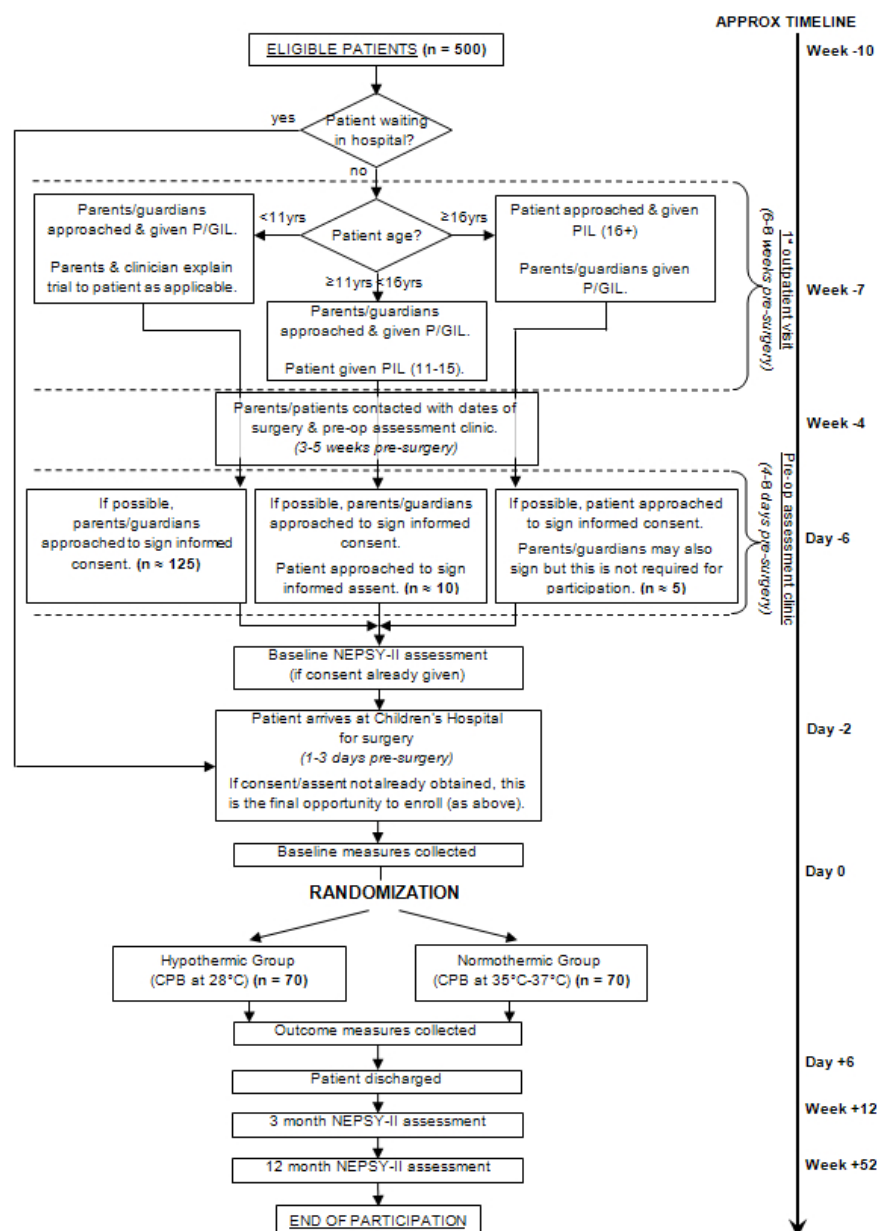 APPROX TIMELINE
ELIGIBLE PATIENTS (n = 500)
Week -10
yes
Patient waiting
in hospital?
no
Parents/guardians
approached & given P/GIL.
Parents & clinician explain
trial to patient as applicable.
<11yrs
Patient age?
≥16yrs
Patient approached & given
PIL (16+)
Parents/guardians given
P/GIL.
≥11yrs <16yrs
Parents/guardians
approached & given P/GIL.
Patient given PIL (11-15).
1ˢᵗ outpatient visit
(6-8 weeks pre-surgery)
Week -7
Parents/patients contacted with dates of
surgery & pre-op assessment clinic.
(3-5 weeks pre-surgery)
Week -4
If possible,
parents/guardians
approached to sign informed
consent. (n ≈ 125)
If possible, parents/guardians
approached to sign informed
consent.
Patient approached to sign
informed assent. (n ≈ 10)
If possible, patient approached
to sign informed consent.
Parents/guardians may also
sign but this is not required for
participation. (n ≈ 5)
Pre-op assessment clinic
(4-8 days pre-surgery)
Day -6
Baseline NEPSY-II assessment
(if consent already given)
Patient arrives at Children's Hospital
for surgery
(1-3 days pre-surgery)
If consent/assent not already obtained, this
is the final opportunity to enroll (as above).
Day -2
Baseline measures collected
Day 0
RANDOMIZATION
Hypothermic Group
(CPB at 28°C) (n = 70)
Normothermic Group
(CPB at 35°C-37°C) (n = 70)
Outcome measures collected
Day +6
Patient discharged
Week +12
3 month NEPSY-II assessment
Week +52
12 month NEPSY-II assessment
END OF PARTICIPATION